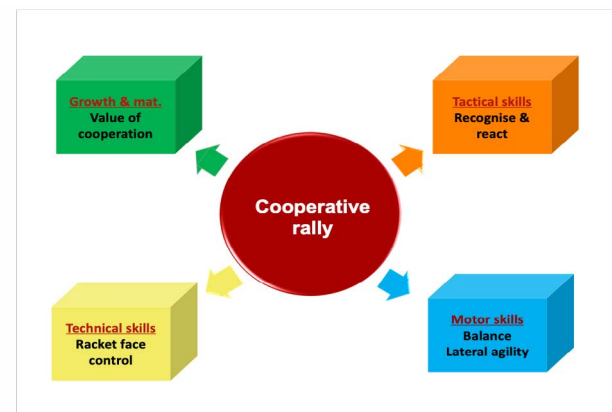 Growth & mat.
Value of
cooperation
Tactical skills
Recognise &
react
Cooperative
rally
Technical skills
Racket face
control
Motor skills
Balance
Lateral agility